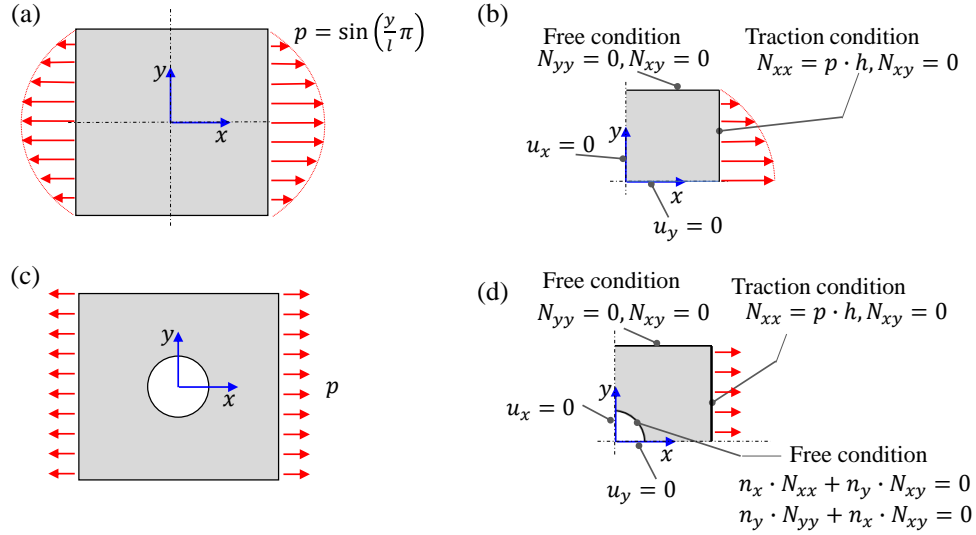 (a)
p = sin(y/l π)
y
x
(b)
Free condition
N_yy = 0, N_xy = 0
Traction condition
N_xx = p · h, N_xy = 0
u_x = 0
y
x
u_y = 0
(c)
y
x
p
(d)
Free condition
N_yy = 0, N_xy = 0
Traction condition
N_xx = p · h, N_xy = 0
u_x = 0
y
x
u_y = 0
Free condition
n_x · N_xx + n_y · N_xy = 0
n_y · N_yy + n_x · N_xy = 0